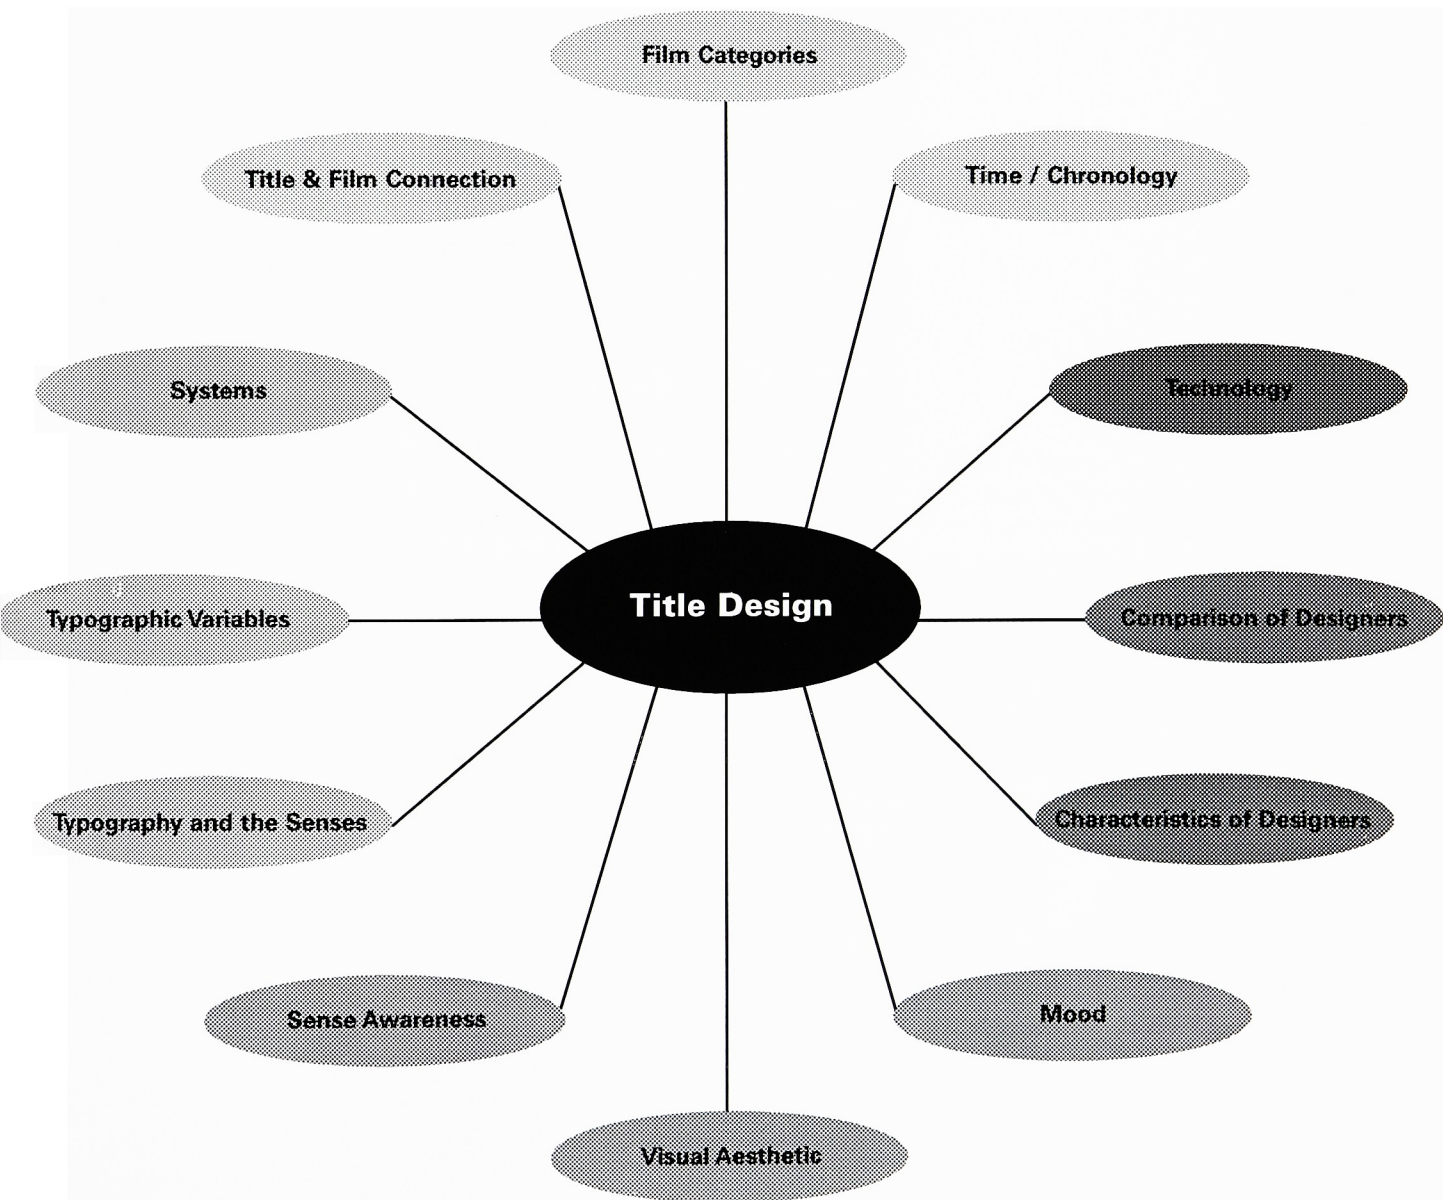 Film Categories
Title & Film Connection
Time / Chronology
Systems
Technology
Title Design
Typographic Variables
Comparison of Designers
Typography and the Senses
Characteristics of Designers
Sense Awareness
Mood
Visual Aesthetic